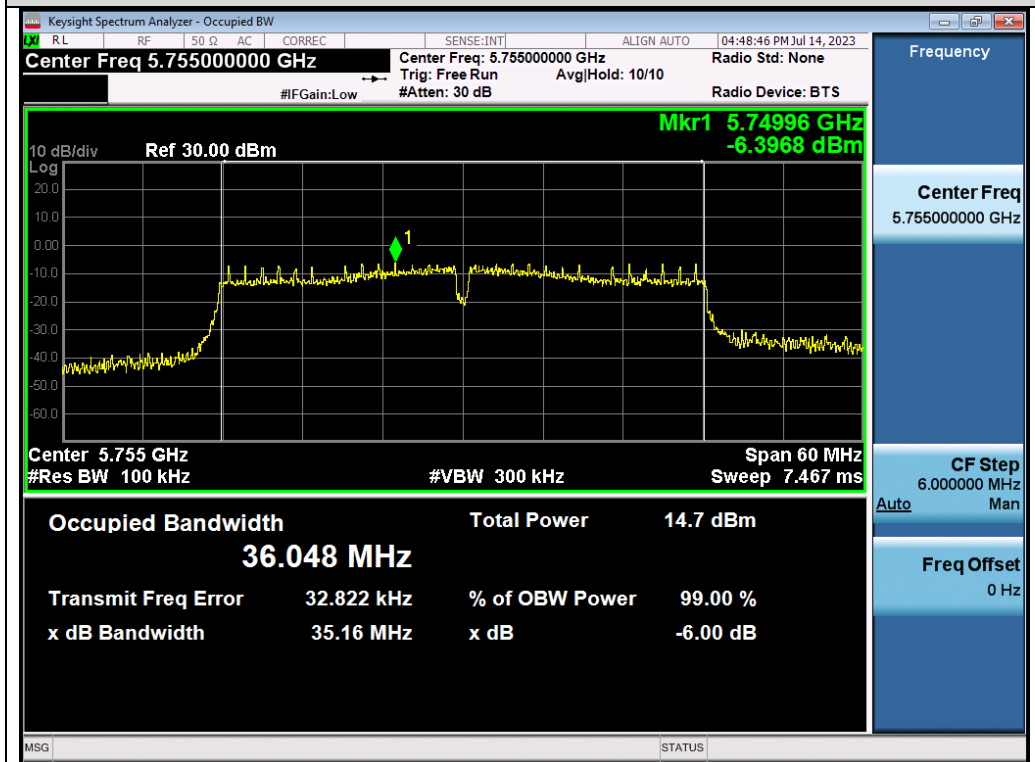 Keysight Spectrum Analyzer - Occupied BW
LXI RL RF 50 Ω AC CORREC SENSE:INT ALIGN AUTO 04:48:46 PM Jul 14, 2023
Center Freq 5.755000000 GHz
Center Freq: 5.755000000 GHz
Radio Std: None
Trig: Free Run Avg|Hold: 10/10
#IFGain:Low
#Atten: 30 dB
Radio Device: BTS
Frequency
Mkr1 5.74996 GHz
-6.3968 dBm
10 dB/div Ref 30.00 dBm
Log
20.0
10.0
0.00
-10.0
-20.0
-30.0
-40.0
-50.0
-60.0
1
Center 5.755 GHz
Span 60 MHz
#Res BW 100 kHz
#VBW 300 kHz
Sweep 7.467 ms
Center Freq
5.755000000 GHz
CF Step
6.000000 MHz
Auto Man
Freq Offset
0 Hz
Occupied Bandwidth
36.048 MHz
Total Power 14.7 dBm
Transmit Freq Error 32.822 kHz
% of OBW Power 99.00 %
x dB Bandwidth 35.16 MHz
x dB -6.00 dB
MSG
STATUS